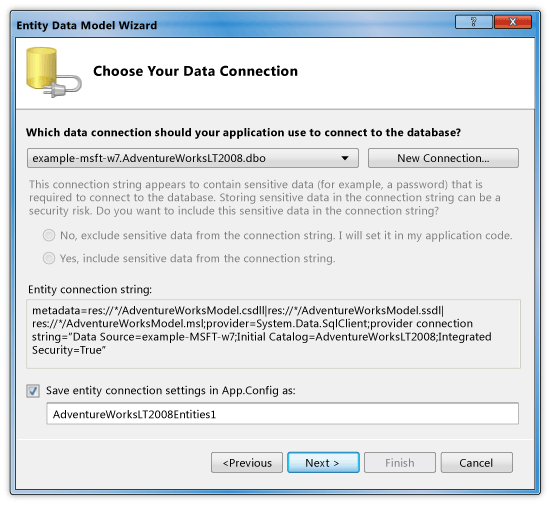 Entity Data Model Wizard
Choose Your Data Connection
Which data connection should your application use to connect to the database?
example-msft-w7.AdventureWorksLT2008.dbo
New Connection...
This connection string appears to contain sensitive data (for example, a password) that is
required to connect to the database. Storing sensitive data in the connection string can be a
security risk. Do you want to include this sensitive data in the connection string?
No, exclude sensitive data from the connection string. I will set it in my application code.
Yes, include sensitive data from the connection string.
Entity connection string:
metadata=res://*/AdventureWorksModel.csdll|res://*/AdventureWorksModel.ssdl|
res://*/AdventureWorksModel.msl;provider=System.Data.SqlClient;provider connection
string="Data Source=example-MSFT-w7;Initial Catalog=AdventureWorksLT2008;Integrated
Security=True"
Save entity connection settings in App.Config as:
AdventureWorksLT2008Entities1
<Previous
Next >
Finish
Cancel